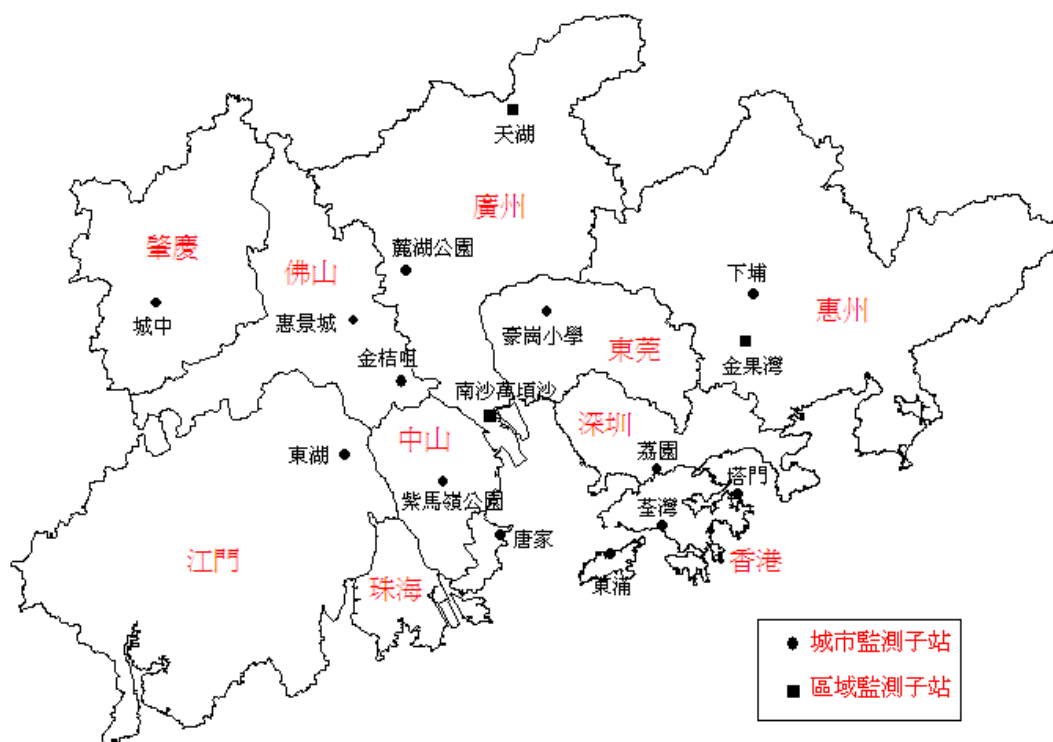 天湖
廣州
肇慶
麓湖公園
佛山
下埔
惠州
城中
惠景城
豪崗小學
東莞
金桔咀
金果灣
南沙萬頃沙
深圳
中山
東湖
荔園
紫馬嶺公園
塔門
荃灣
唐家
江門
珠海
東涌
香港
城市監測子站
區域監測子站